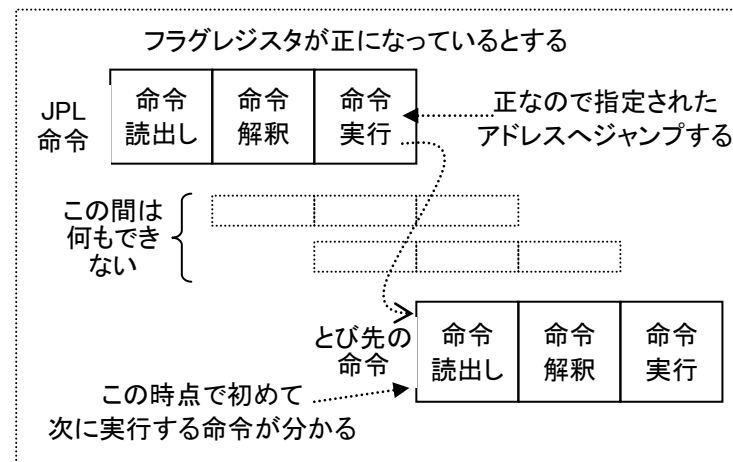 フラグレジスタが正になっているとする
JPL
命令
命令
読出し
命令
解釈
命令
実行
正なので指定された
アドレスへジャンプする
この間は
何もでき
ない
とび先の
命令
命令
読出し
命令
解釈
命令
実行
この時点で初めて
次に実行する命令が分かる